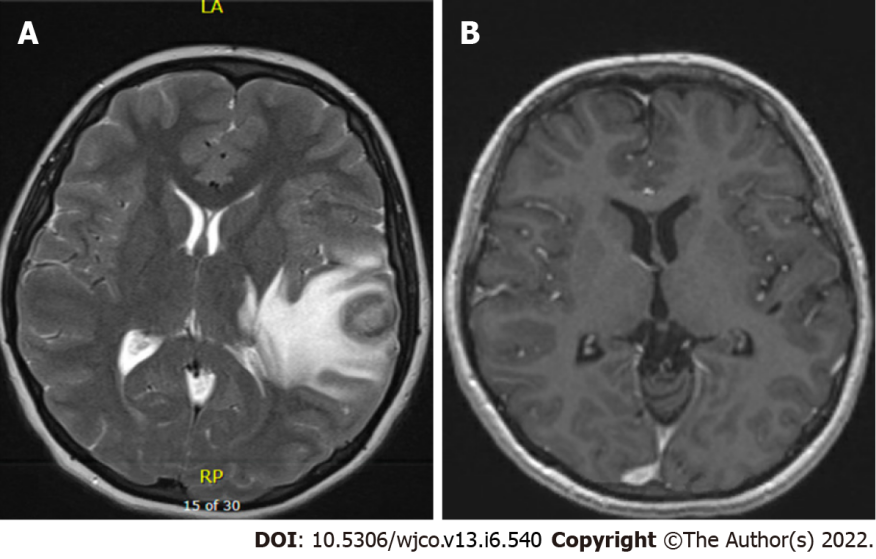 LA
A
B
RP
15 of 30
DOI: 10.5306/wjco.v13.i6.540 Copyright ©The Author(s) 2022.